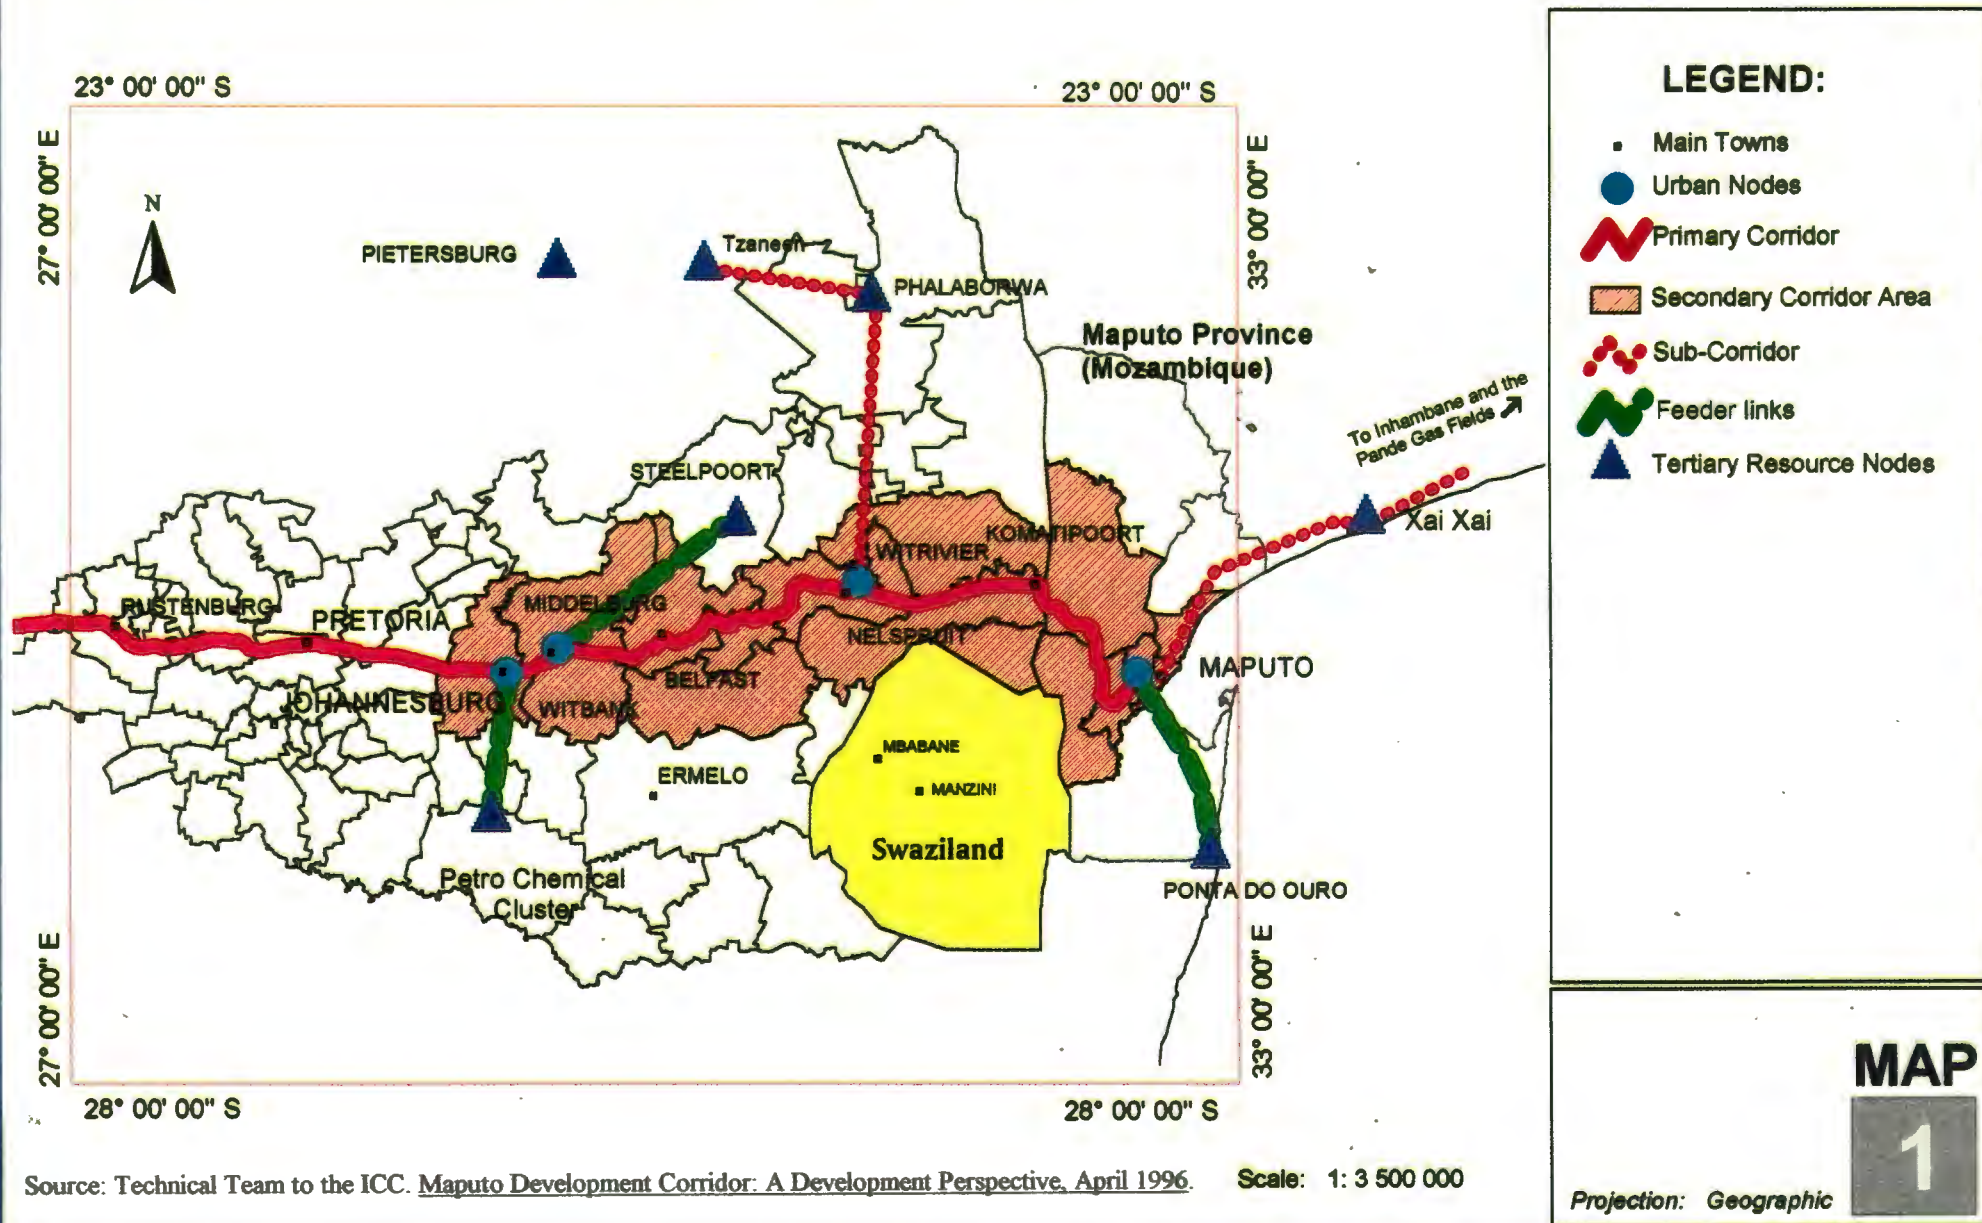 23° 00' 00" S
23° 00' 00" S
27° 00' 00" E
33° 00' 00" E
N
PIETERSBURG
Tzaneen
PHALABORWA
Maputo Province
(Mozambique)
To Inhambane and the
Pande Gas Fields
STEELPOORT
Xai Xai
KOMATIPOORT
WITRIVIER
RUSTENBURG
PRETORIA
MIDDELBURG
NELSPRUIT
MAPUTO
BELFAST
JOHANNESBURG
WITBANK
MBABANE
ERMELO
MANZINI
Swaziland
Petro Chemical
Cluster
PONTA DO OURO
27° 00' 00" E
33° 00' 00" E
28° 00' 00" S
28° 00' 00" S
Source: Technical Team to the ICC. Maputo Development Corridor: A Development Perspective, April 1996.
Scale: 1: 3 500 000
LEGEND:
Main Towns
Urban Nodes
Primary Corridor
Secondary Corridor Area
Sub-Corridor
Feeder links
Tertiary Resource Nodes
MAP
1
Projection: Geographic